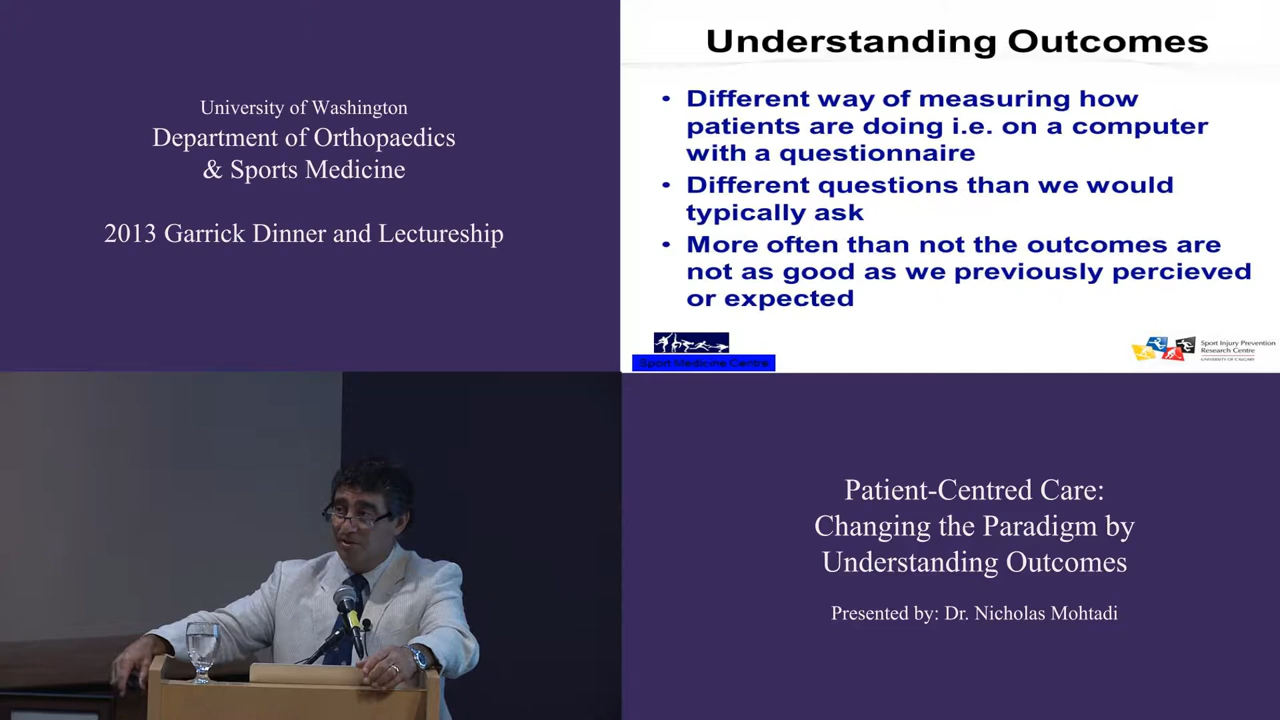 University of Washington
Department of Orthopaedics
& Sports Medicine
2013 Garrick Dinner and Lectureship
Understanding Outcomes
• Different way of measuring how
patients are doing i.e. on a computer
with a questionnaire
• Different questions than we would
typically ask
• More often than not the outcomes are
not as good as we previously percieved
or expected
Sport Medicine Centre
Sport Injury Prevention
Research Centre
UNIVERSITY OF CALGARY
Patient-Centred Care:
Changing the Paradigm by
Understanding Outcomes
Presented by: Dr. Nicholas Mohtadi